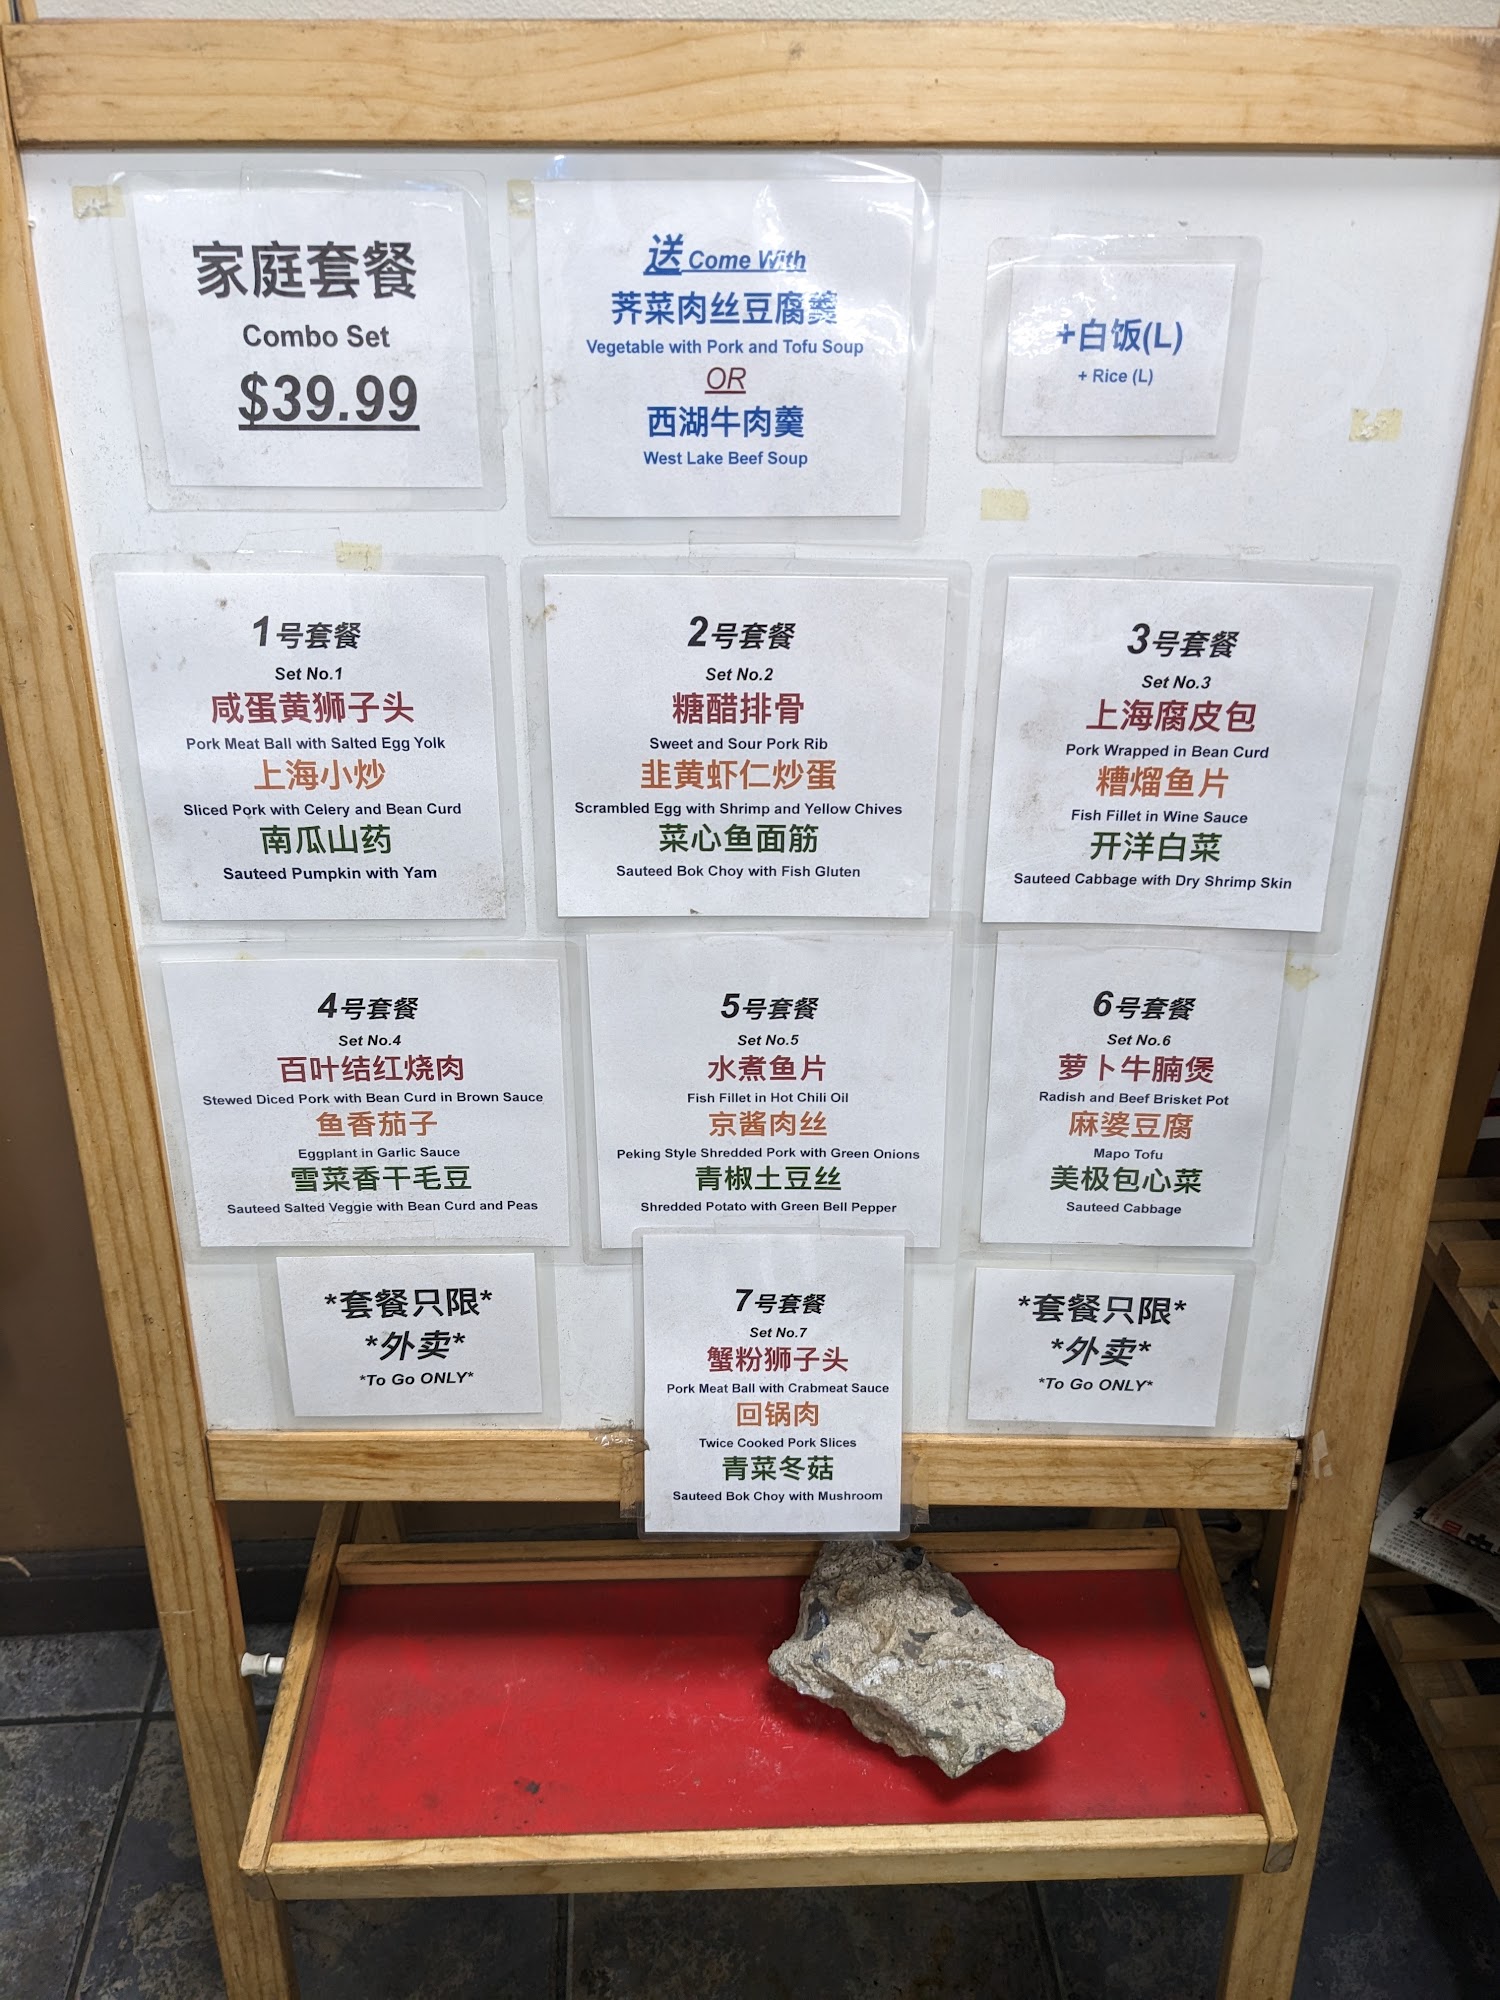 家庭套餐
Combo Set
$39.99
送 Come With
荠菜肉丝豆腐羹
Vegetable with Pork and Tofu Soup
OR
西湖牛肉羹
West Lake Beef Soup
+白饭(L)
+ Rice (L)
1号套餐
Set No.1
咸蛋黄狮子头
Pork Meat Ball with Salted Egg Yolk
上海小炒
Sliced Pork with Celery and Bean Curd
南瓜山药
Sauteed Pumpkin with Yam
2号套餐
Set No.2
糖醋排骨
Sweet and Sour Pork Rib
韭黄虾仁炒蛋
Scrambled Egg with Shrimp and Yellow Chives
菜心鱼面筋
Sauteed Bok Choy with Fish Gluten
3号套餐
Set No.3
上海腐皮包
Pork Wrapped in Bean Curd
糟熘鱼片
Fish Fillet in Wine Sauce
开洋白菜
Sauteed Cabbage with Dry Shrimp Skin
4号套餐
Set No.4
百叶结红烧肉
Stewed Diced Pork with Bean Curd in Brown Sauce
鱼香茄子
Eggplant in Garlic Sauce
雪菜香干毛豆
Sauteed Salted Veggie with Bean Curd and Peas
5号套餐
Set No.5
水煮鱼片
Fish Fillet in Hot Chili Oil
京酱肉丝
Peking Style Shredded Pork with Green Onions
青椒土豆丝
Shredded Potato with Green Bell Pepper
6号套餐
Set No.6
萝卜牛腩煲
Radish and Beef Brisket Pot
麻婆豆腐
Mapo Tofu
美极包心菜
Sauteed Cabbage
*套餐只限*
*外卖*
*To Go ONLY*
7号套餐
Set No.7
蟹粉狮子头
Pork Meat Ball with Crabmeat Sauce
回锅肉
Twice Cooked Pork Slices
青菜冬菇
Sauteed Bok Choy with Mushroom
*套餐只限*
*外卖*
*To Go ONLY*